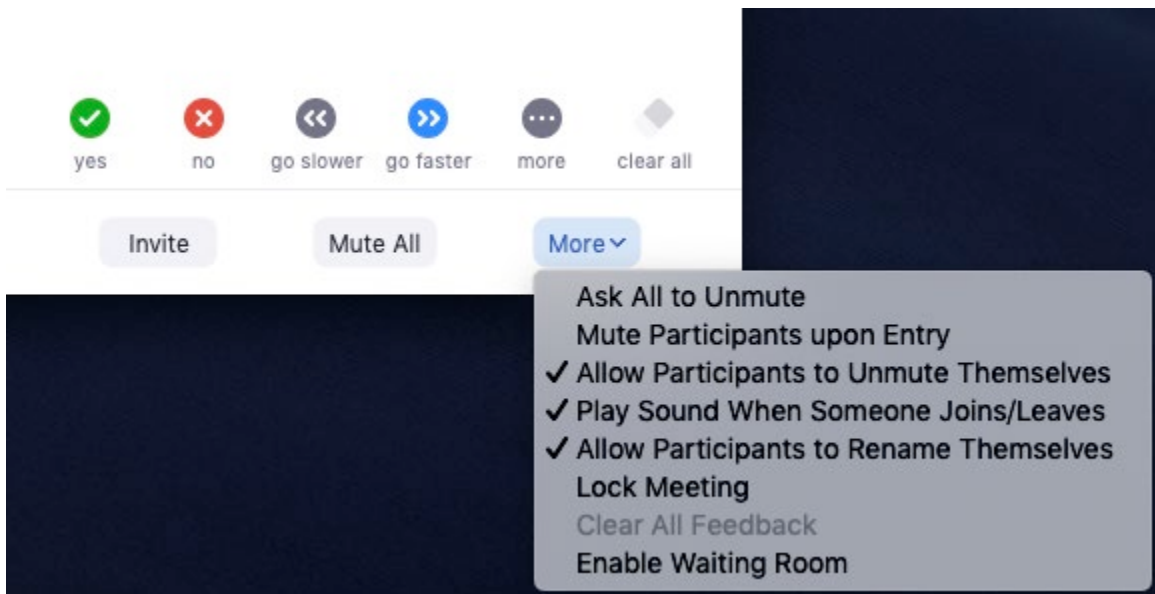 yes no go slower go faster more clear all
Invite Mute All More
Ask All to Unmute
Mute Participants upon Entry
✓ Allow Participants to Unmute Themselves
✓ Play Sound When Someone Joins/Leaves
✓ Allow Participants to Rename Themselves
Lock Meeting
Clear All Feedback
Enable Waiting Room